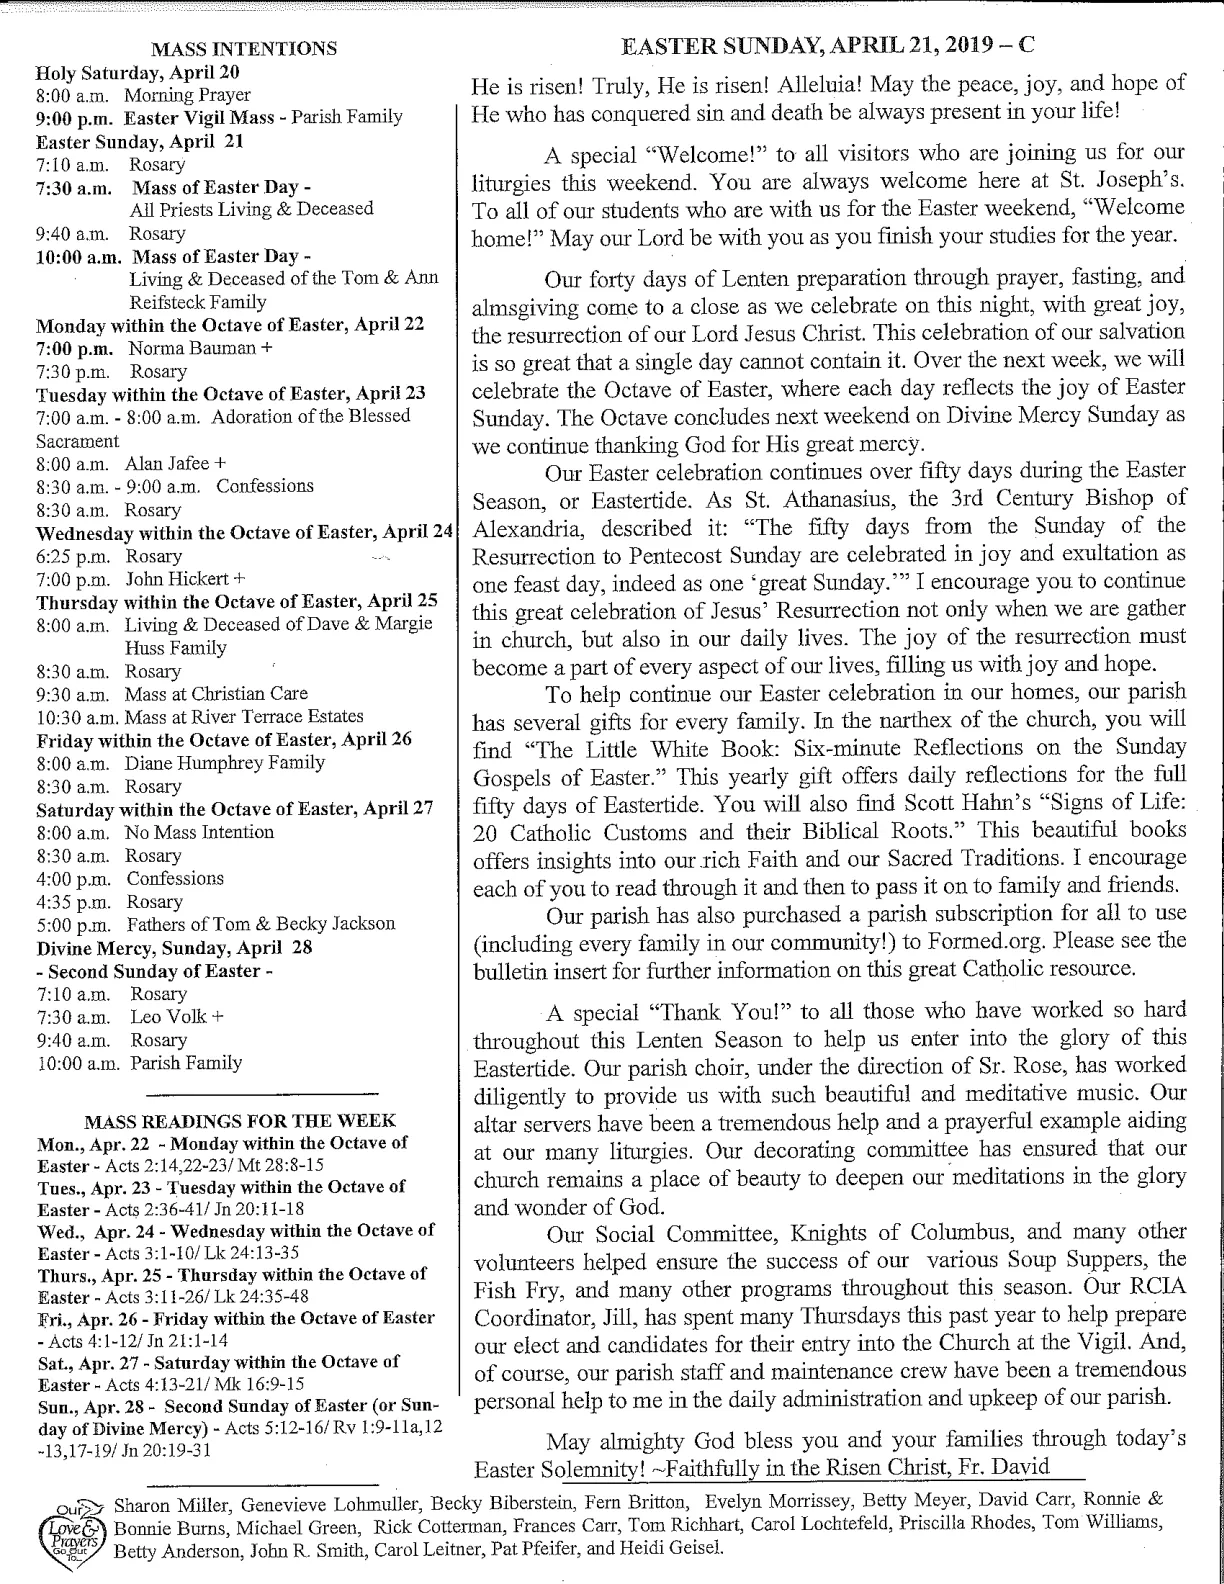 MASS INTENTIONS
Holy Saturday, April 20
8:00 a.m. Morning Prayer
9:00 p.m. Easter Vigil Mass - Parish Family
Easter Sunday, April 21
7:10 a.m. Rosary
7:30 a.m. Mass of Easter Day -
All Priests Living & Deceased
9:40 a.m. Rosary
10:00 a.m. Mass of Easter Day -
Living & Deceased of the Tom & Ann
Reifsteck Family
Monday within the Octave of Easter, April 22
7:00 p.m. Norma Bauman +
7:30 p.m. Rosary
Tuesday within the Octave of Easter, April 23
7:00 a.m. - 8:00 a.m. Adoration of the Blessed
Sacrament
8:00 a.m. Alan Jafee +
8:30 a.m. - 9:00 a.m. Confessions
8:30 a.m. Rosary
Wednesday within the Octave of Easter, April 24
6:25 p.m. Rosary
7:00 p.m. John Hickert +
Thursday within the Octave of Easter, April 25
8:00 a.m. Living & Deceased of Dave & Margie
Huss Family
8:30 a.m. Rosary
9:30 a.m. Mass at Christian Care
10:30 a.m. Mass at River Terrace Estates
Friday within the Octave of Easter, April 26
8:00 a.m. Diane Humphrey Family
8:30 a.m. Rosary
Saturday within the Octave of Easter, April 27
8:00 a.m. No Mass Intention
8:30 a.m. Rosary
4:00 p.m. Confessions
4:35 p.m. Rosary
5:00 p.m. Fathers of Tom & Becky Jackson
Divine Mercy, Sunday, April 28
- Second Sunday of Easter -
7:10 a.m. Rosary
7:30 a.m. Leo Volk +
9:40 a.m. Rosary
10:00 a.m. Parish Family
MASS READINGS FOR THE WEEK
Mon., Apr. 22 - Monday within the Octave of
Easter - Acts 2:14,22-23/ Mt 28:8-15
Tues., Apr. 23 - Tuesday within the Octave of
Easter - Acts 2:36-41/ Jn 20:11-18
Wed., Apr. 24 - Wednesday within the Octave of
Easter - Acts 3:1-10/ Lk 24:13-35
Thurs., Apr. 25 - Thursday within the Octave of
Easter - Acts 3:11-26/ Lk 24:35-48
Fri., Apr. 26 - Friday within the Octave of Easter
- Acts 4:1-12/ Jn 21:1-14
Sat., Apr. 27 - Saturday within the Octave of
Easter - Acts 4:13-21/ Mk 16:9-15
Sun., Apr. 28 - Second Sunday of Easter (or Sun-
day of Divine Mercy) - Acts 5:12-16/ Rv 1:9-11a,12
-13,17-19/ Jn 20:19-31
EASTER SUNDAY, APRIL 21, 2019 – C
He is risen! Truly, He is risen! Alleluia! May the peace, joy, and hope of
He who has conquered sin and death be always present in your life!
A special “Welcome!” to all visitors who are joining us for our
liturgies this weekend. You are always welcome here at St. Joseph’s.
To all of our students who are with us for the Easter weekend, “Welcome
home!” May our Lord be with you as you finish your studies for the year.
Our forty days of Lenten preparation through prayer, fasting, and
almsgiving come to a close as we celebrate on this night, with great joy,
the resurrection of our Lord Jesus Christ. This celebration of our salvation
is so great that a single day cannot contain it. Over the next week, we will
celebrate the Octave of Easter, where each day reflects the joy of Easter
Sunday. The Octave concludes next weekend on Divine Mercy Sunday as
we continue thanking God for His great mercy.
Our Easter celebration continues over fifty days during the Easter
Season, or Eastertide. As St. Athanasius, the 3rd Century Bishop of
Alexandria, described it: “The fifty days from the Sunday of the
Resurrection to Pentecost Sunday are celebrated in joy and exultation as
one feast day, indeed as one ‘great Sunday.’” I encourage you to continue
this great celebration of Jesus’ Resurrection not only when we are gather
in church, but also in our daily lives. The joy of the resurrection must
become a part of every aspect of our lives, filling us with joy and hope.
To help continue our Easter celebration in our homes, our parish
has several gifts for every family. In the narthex of the church, you will
find “The Little White Book: Six-minute Reflections on the Sunday
Gospels of Easter.” This yearly gift offers daily reflections for the full
fifty days of Eastertide. You will also find Scott Hahn’s “Signs of Life:
20 Catholic Customs and their Biblical Roots.” This beautiful books
offers insights into our rich Faith and our Sacred Traditions. I encourage
each of you to read through it and then to pass it on to family and friends.
Our parish has also purchased a parish subscription for all to use
(including every family in our community!) to Formed.org. Please see the
bulletin insert for further information on this great Catholic resource.
A special “Thank You!” to all those who have worked so hard
throughout this Lenten Season to help us enter into the glory of this
Eastertide. Our parish choir, under the direction of Sr. Rose, has worked
diligently to provide us with such beautiful and meditative music. Our
altar servers have been a tremendous help and a prayerful example aiding
at our many liturgies. Our decorating committee has ensured that our
church remains a place of beauty to deepen our meditations in the glory
and wonder of God.
Our Social Committee, Knights of Columbus, and many other
volunteers helped ensure the success of our various Soup Suppers, the
Fish Fry, and many other programs throughout this season. Our RCIA
Coordinator, Jill, has spent many Thursdays this past year to help prepare
our elect and candidates for their entry into the Church at the Vigil. And,
of course, our parish staff and maintenance crew have been a tremendous
personal help to me in the daily administration and upkeep of our parish.
May almighty God bless you and your families through today’s
Easter Solemnity! ~Faithfully in the Risen Christ, Fr. David
Our
Love &
Prayers
Go Out
To...
Sharon Miller, Genevieve Lohmuller, Becky Biberstein, Fern Britton, Evelyn Morrissey, Betty Meyer, David Carr, Ronnie &
Bonnie Burns, Michael Green, Rick Cotterman, Frances Carr, Tom Richhart, Carol Lochtefeld, Priscilla Rhodes, Tom Williams,
Betty Anderson, John R. Smith, Carol Leitner, Pat Pfeifer, and Heidi Geisel.